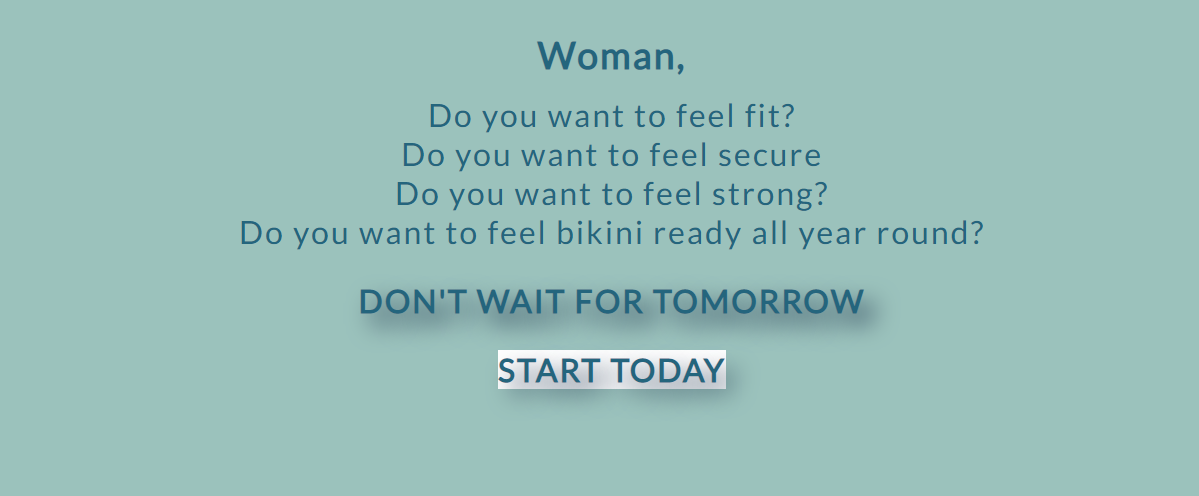 Woman,
Do you want to feel fit?
Do you want to feel secure
Do you want to feel strong?
Do you want to feel bikini ready all year round?
DON'T WAIT FOR TOMORROW
START TODAY